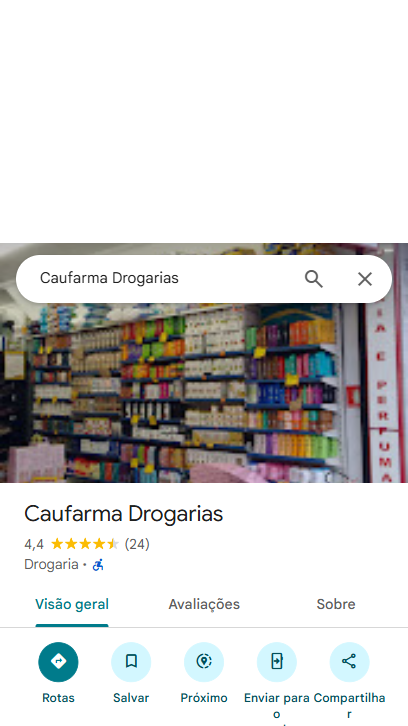 Caufarma Drogarias
IA E PERFUMA
Caufarma Drogarias
4,4 (24)
Drogaria ·
Visão geral Avaliações Sobre
Rotas Salvar Próximo Enviar para o Compartilhar